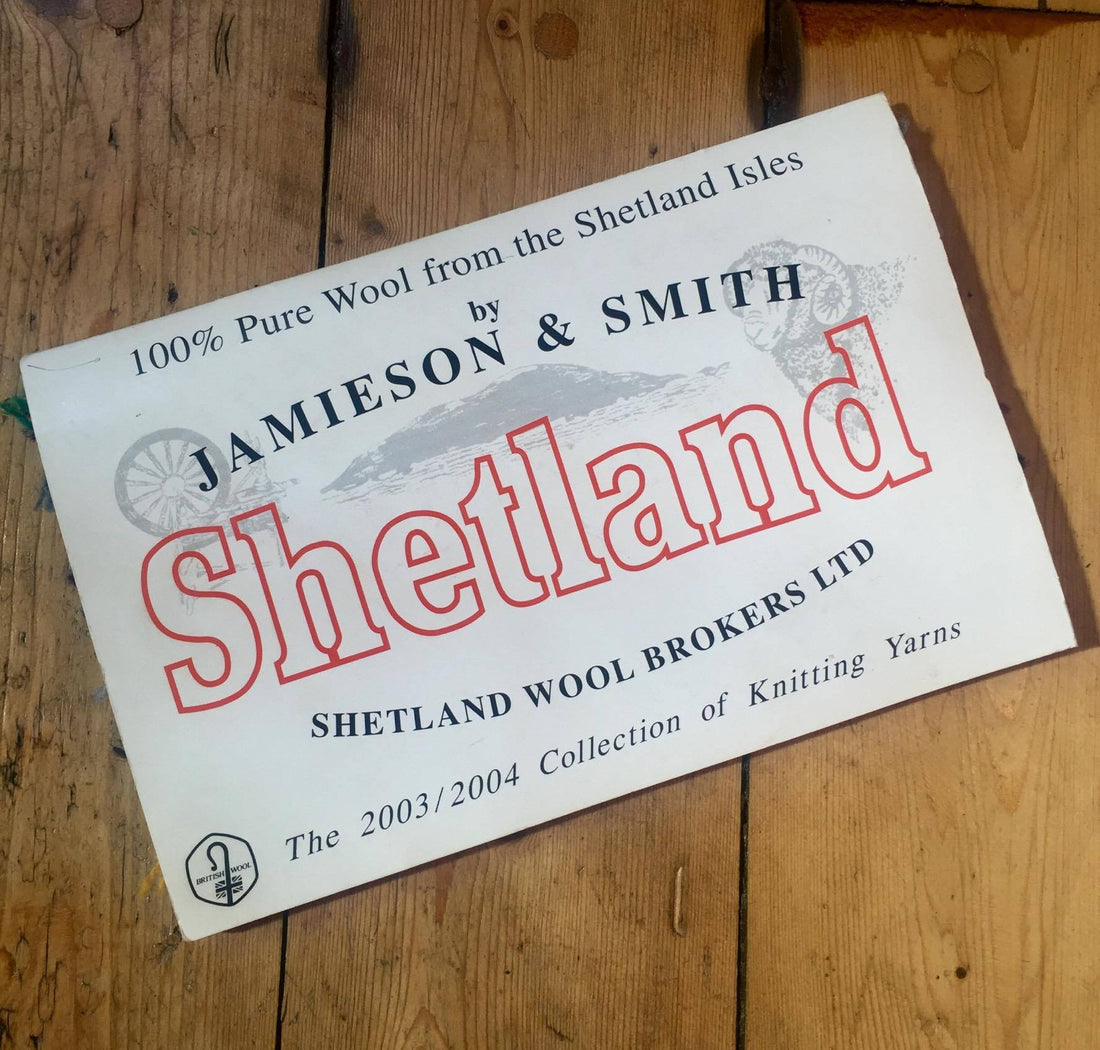 100% Pure Wool from the Shetland Isles
by
JAMIESON & SMITH
Shetland
SHETLAND WOOL BROKERS LTD
The 2003/2004 Collection of Knitting Yarns
BRITISH WOOL